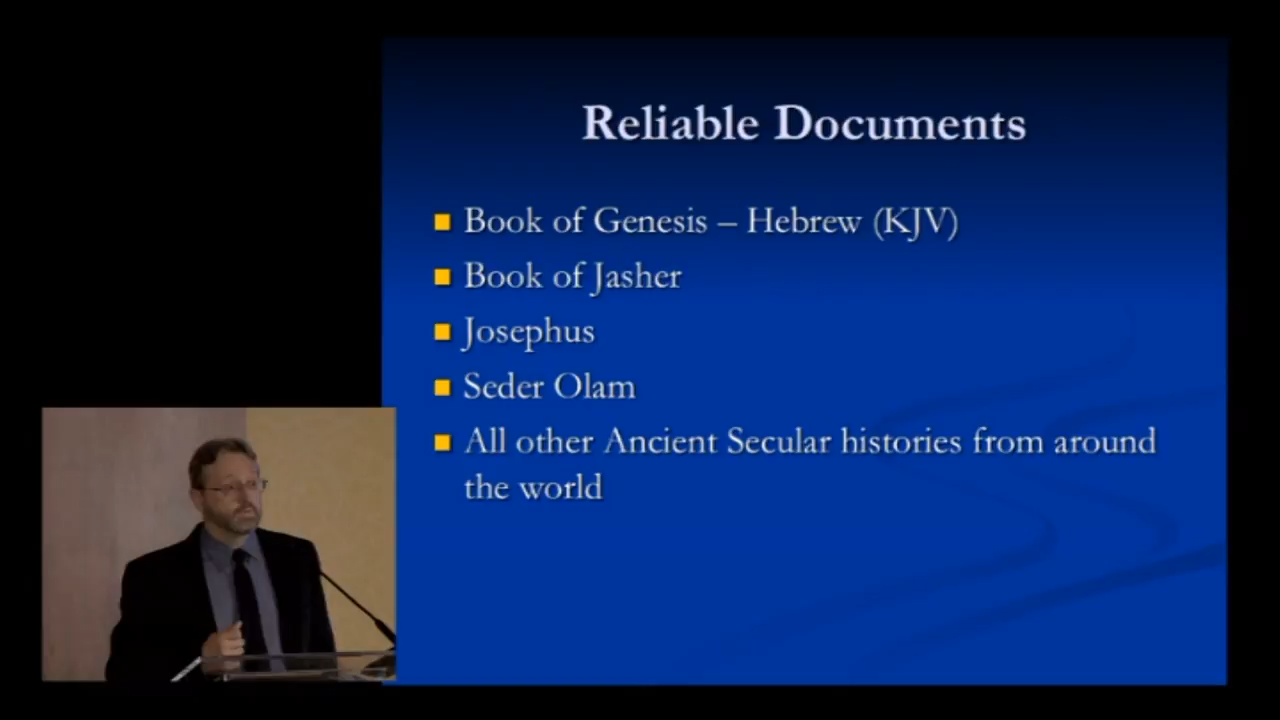 Reliable Documents
Book of Genesis – Hebrew (KJV)
Book of Jasher
Josephus
Seder Olam
All other Ancient Secular histories from around
the world